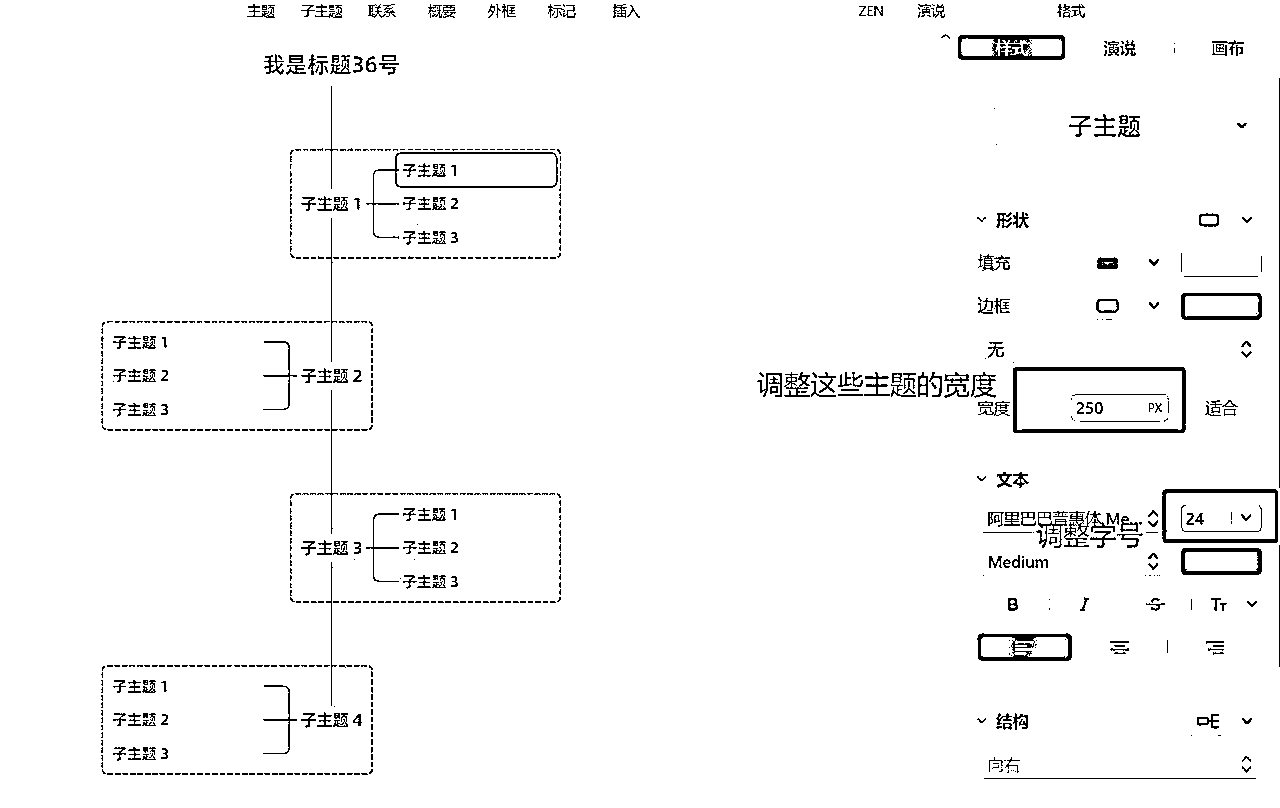 主题 子主题 联系 概要 外框 标记 插入 ZEN 演说 格式
样式 演说 画布
我是标题36号
子主题
子主题 1
子主题 1
子主题 2
子主题 3
子主题 1
子主题 2
子主题 3
子主题 2
子主题 1
子主题 2
子主题 3
子主题 3
子主题 1
子主题 2
子主题 3
子主题 4
形状
填充
边框
无
调整这些主题的宽度
宽度 250 PX 适合
文本
阿里巴巴普惠体 Me... 24
调整字号
Medium
B I S TT
结构
向右